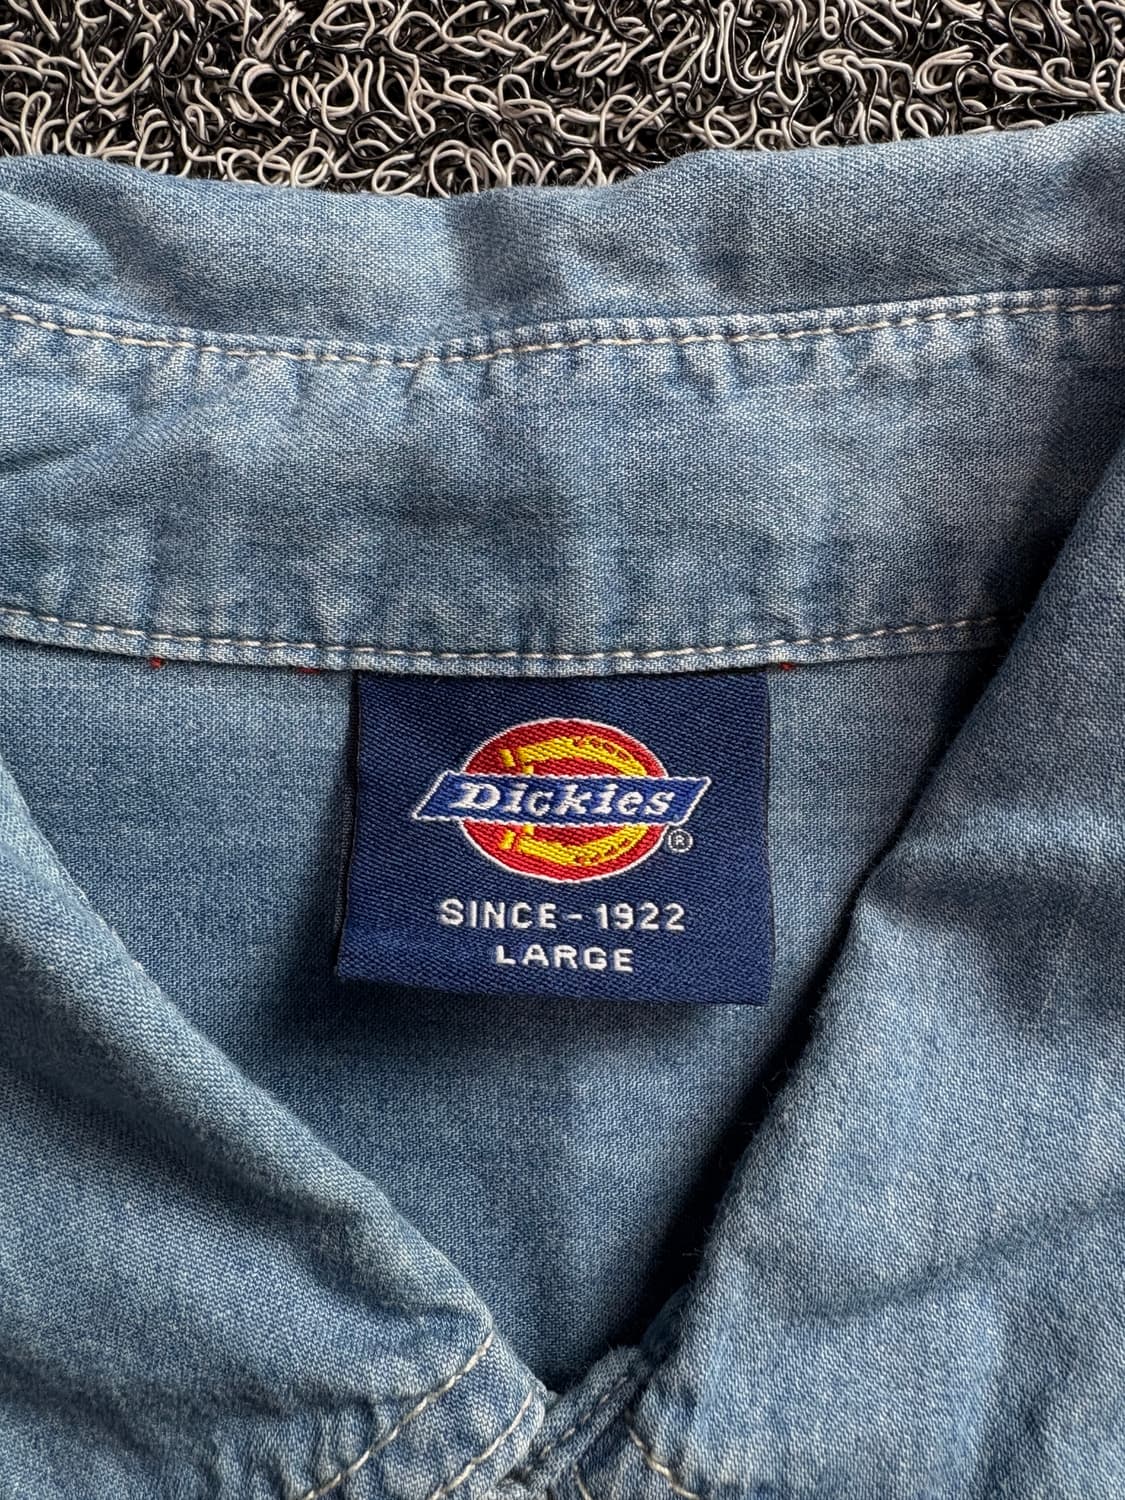 Dickies
®
SINCE-1922
LARGE